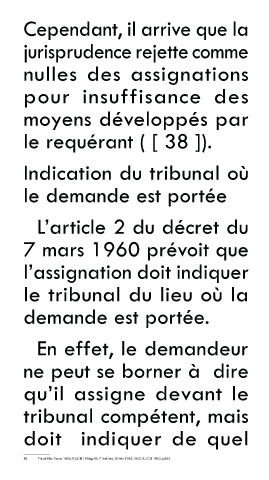 Cependant, il arrive que la
jurisprudence rejette comme
nulles des assignations
pour insuffisance des
moyens développés par
le requérant ( [ 38 ]).
Indication du tribunal où
le demande est portée
L’article 2 du décret du
7 mars 1960 prévoit que
l’assignation doit indiquer
le tribunal du lieu où la
demande est portée.
En effet, le demandeur
ne peut se borner à dire
qu’il assigne devant le
tribunal compétent, mais
doit indiquer de quel